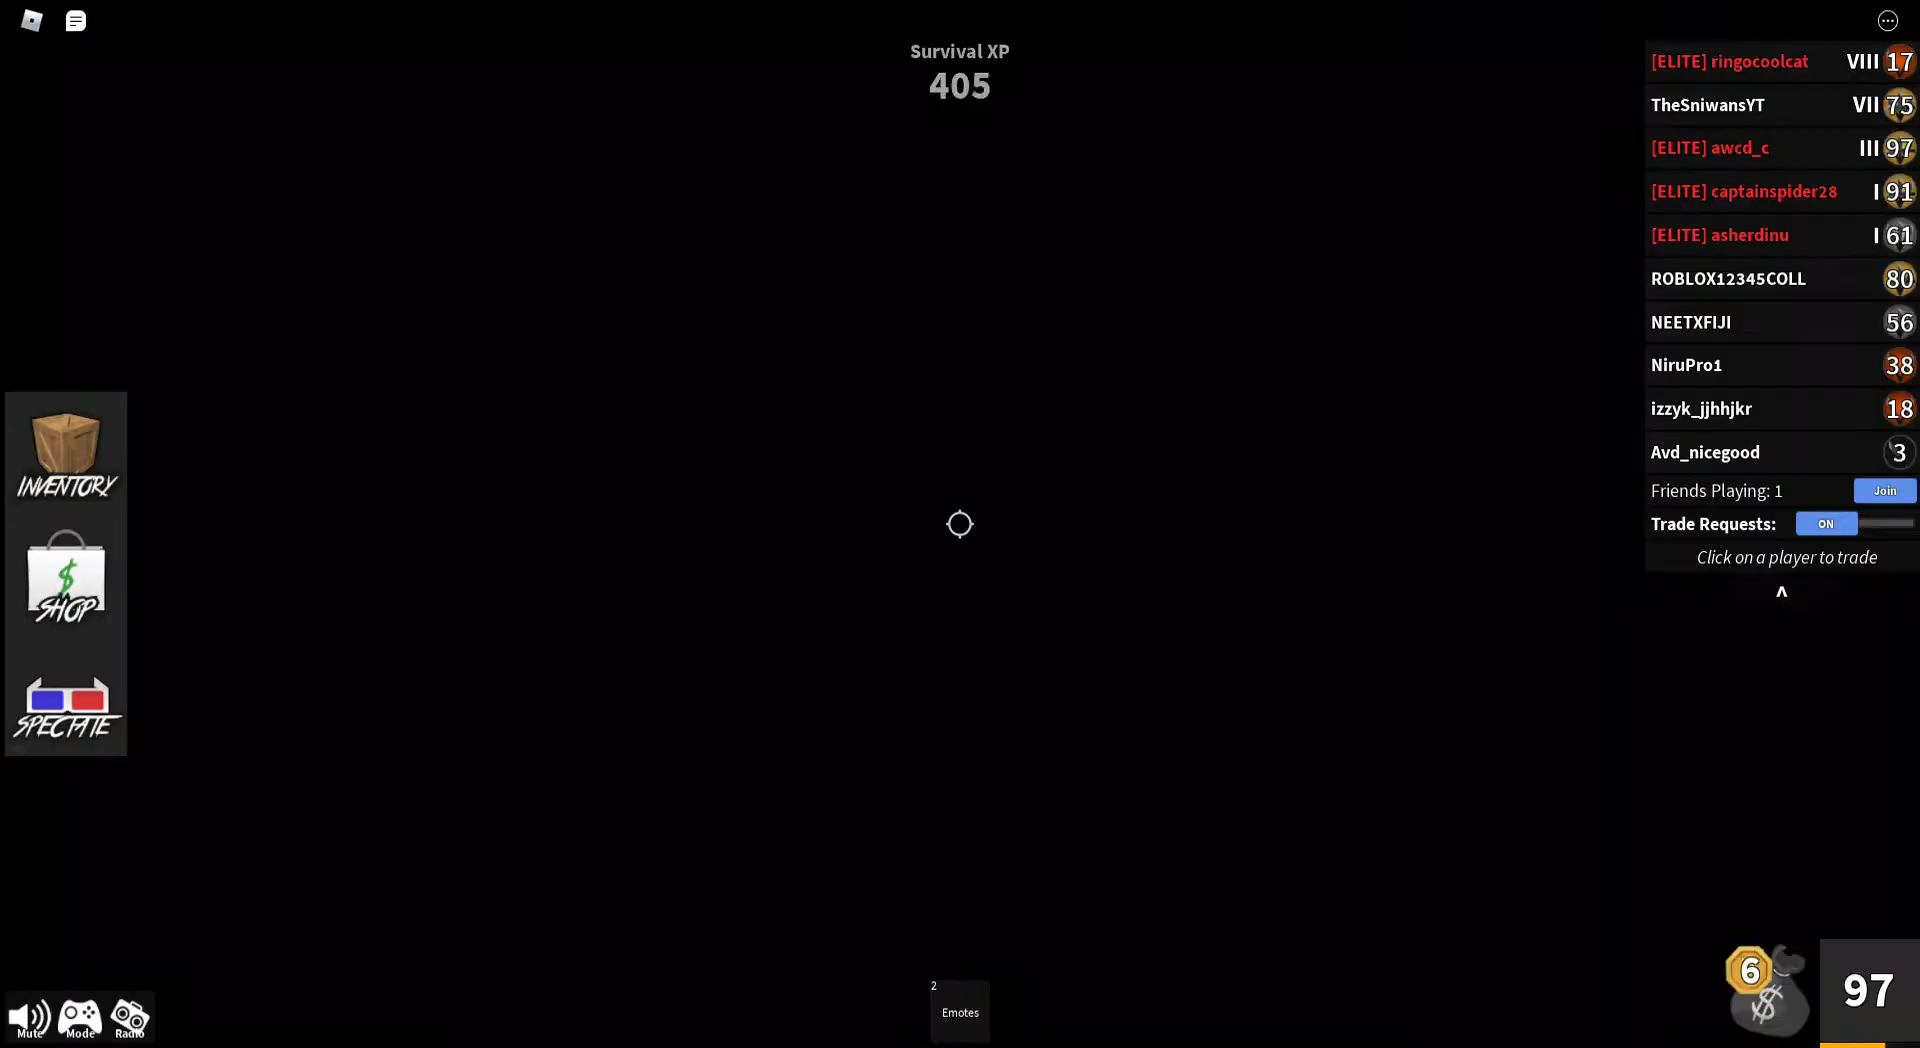 Survival XP
405
[ELITE] ringocoolcat VIII 17
TheSniwansYT VII 75
[ELITE] awcd_c III 97
[ELITE] captainspider28 I 91
[ELITE] asherdinu I 61
ROBLOX12345COLL 80
NEETXFIJI 56
NiruPro1 38
izzyk_jjhhjkr 18
Avd_nicegood 3
Friends Playing: 1 Join
Trade Requests: ON
Click on a player to trade
INVENTORY
$
SHOP
SPECTATE
Mute Mode Radio
2
Emotes
6
$
97